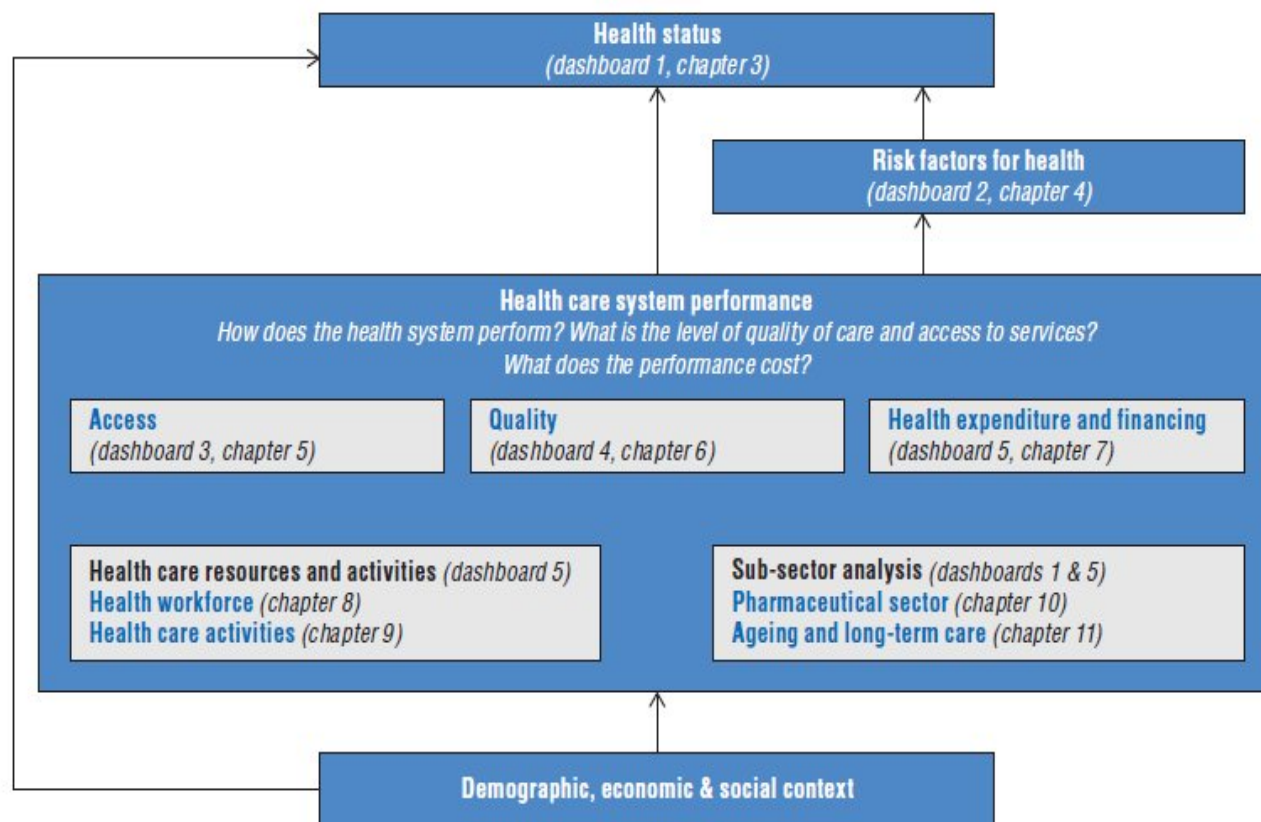 Health status
(dashboard 1, chapter 3)
Risk factors for health
(dashboard 2, chapter 4)
Health care system performance
How does the health system perform? What is the level of quality of care and access to services?
What does the performance cost?
Access
(dashboard 3, chapter 5)
Quality
(dashboard 4, chapter 6)
Health expenditure and financing
(dashboard 5, chapter 7)
Health care resources and activities (dashboard 5)
Health workforce (chapter 8)
Health care activities (chapter 9)
Sub-sector analysis (dashboards 1 & 5)
Pharmaceutical sector (chapter 10)
Ageing and long-term care (chapter 11)
Demographic, economic & social context